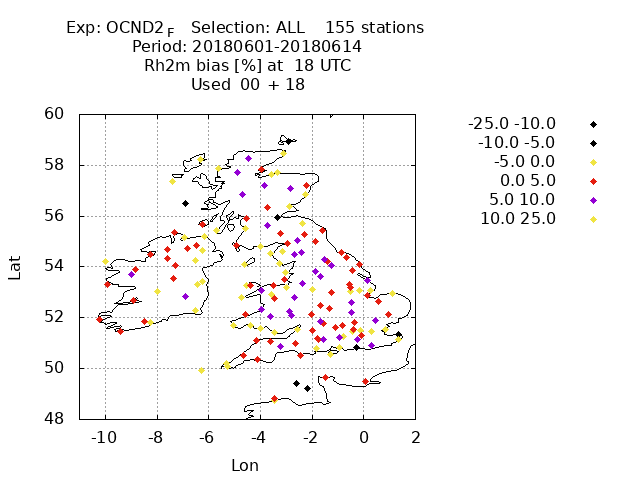 Exp: OCND2_F Selection: ALL 155 stations
Period: 20180601-20180614
Rh2m bias [%] at 18 UTC
Used 00 + 18
60
58
56
54
52
50
48
Lat
-10 -8 -6 -4 -2 0 2
Lon
-25.0 -10.0
-10.0 -5.0
-5.0 0.0
0.0 5.0
5.0 10.0
10.0 25.0